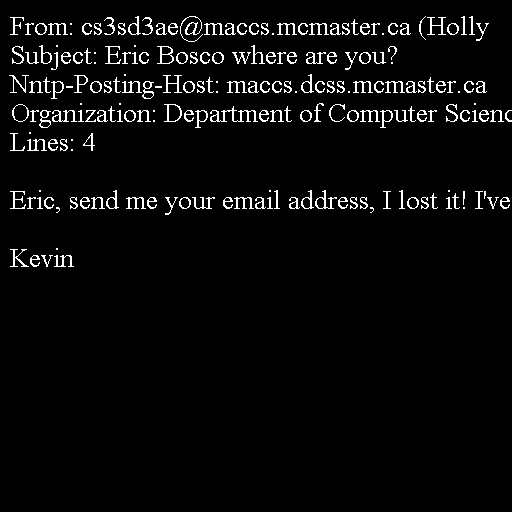 From: cs3sd3ae@maccs.mcmaster.ca (Holly
Subject: Eric Bosco where are you?
Nntp-Posting-Host: maccs.dcss.mcmaster.ca
Organization: Department of Computer Scienc
Lines: 4
Eric, send me your email address, I lost it! I've
Kevin